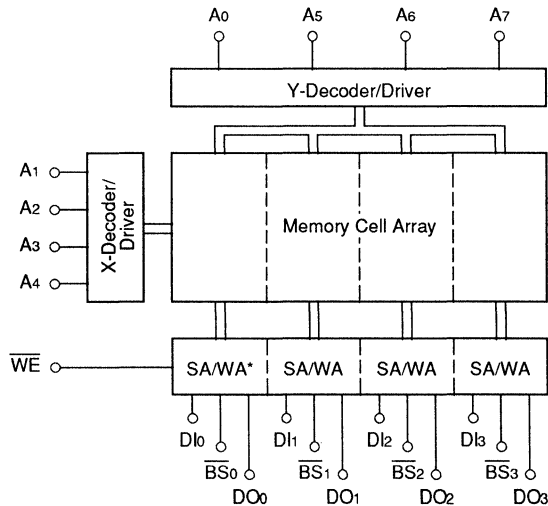 A0 A5 A6 A7
Y-Decoder/Driver
A1
A2
A3
A4
X-Decoder/
Driver
Memory Cell Array
WE
SA/WA* SA/WA SA/WA SA/WA
DI0 DI1 DI2 DI3
BS0 BS1 BS2 BS3
DO0 DO1 DO2 DO3